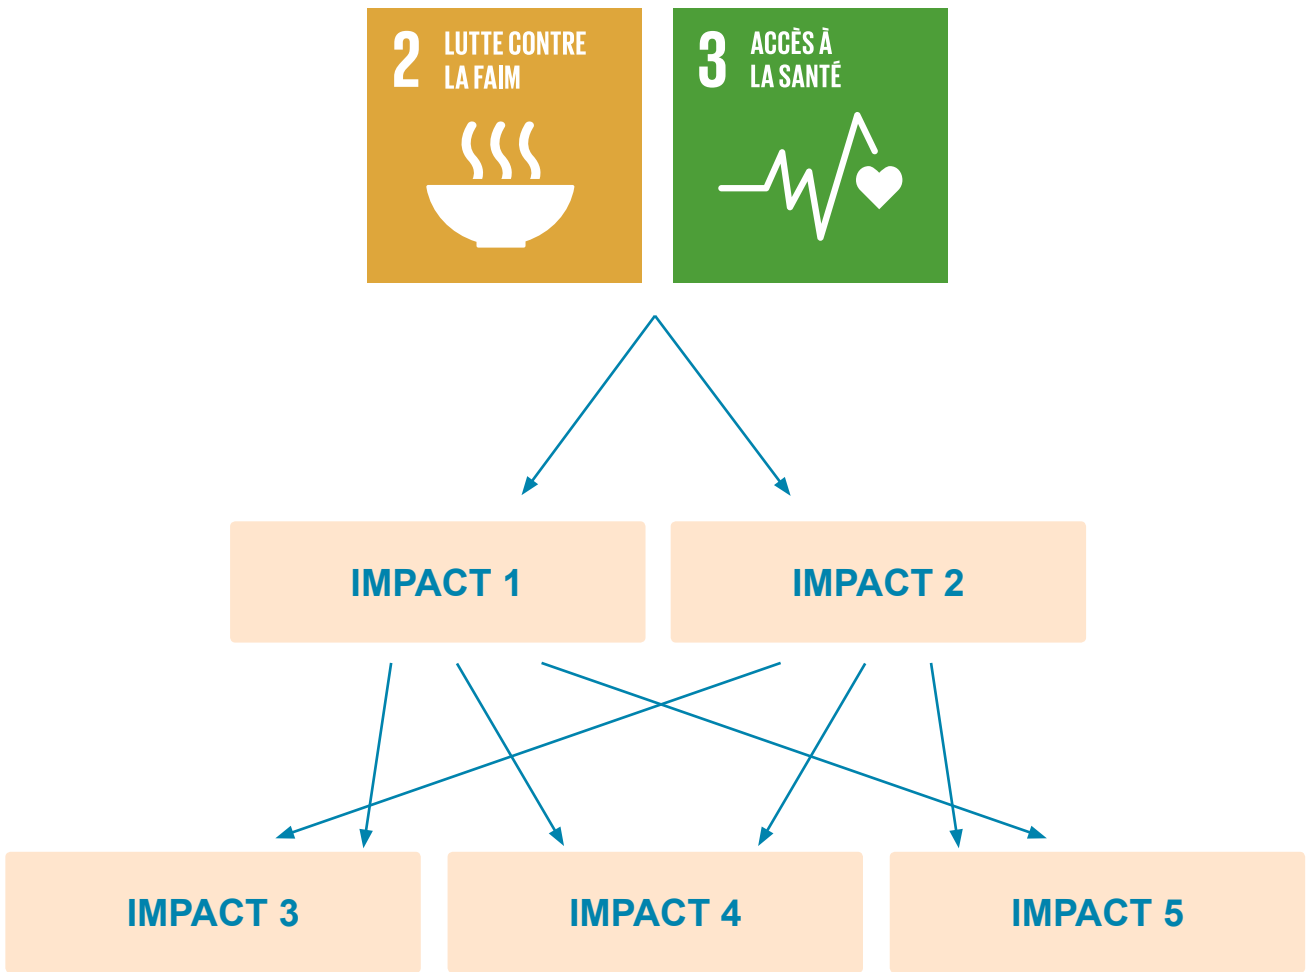 2
LUTTE CONTRE
LA FAIM
3
ACCÈS À
LA SANTÉ
IMPACT 1
IMPACT 2
IMPACT 3
IMPACT 4
IMPACT 5